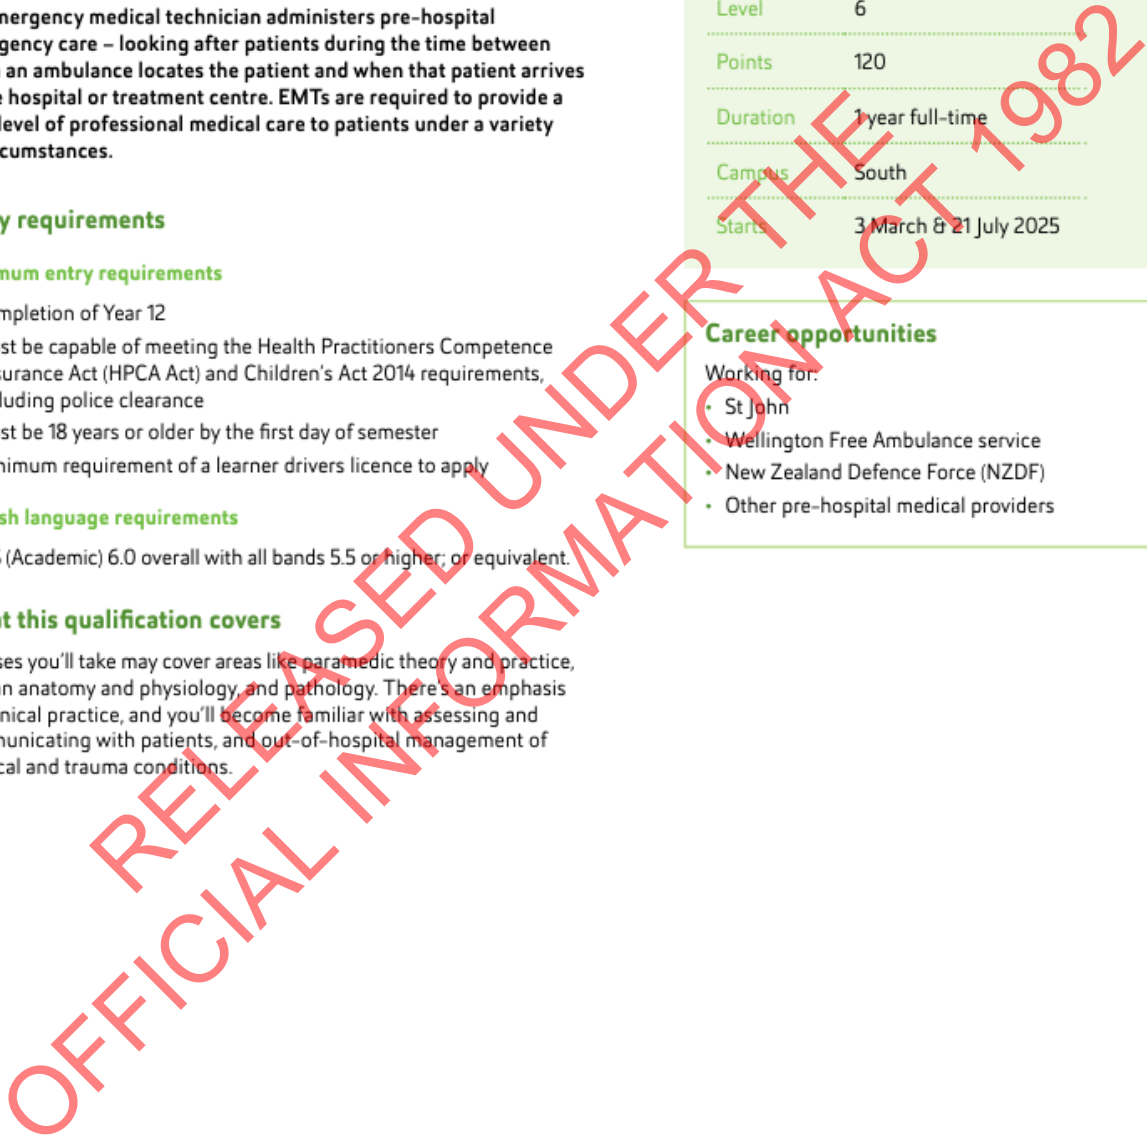 mergency medical technician administers pre-hospital
gency care – looking after patients during the time between
an ambulance locates the patient and when that patient arrives
hospital or treatment centre. EMTs are required to provide a
level of professional medical care to patients under a variety
cumstances.
y requirements
mum entry requirements
mpletion of Year 12
st be capable of meeting the Health Practitioners Competence
surance Act (HPCA Act) and Children's Act 2014 requirements,
luding police clearance
st be 18 years or older by the first day of semester
nimum requirement of a learner drivers licence to apply
sh language requirements
(Academic) 6.0 overall with all bands 5.5 or higher; or equivalent.
t this qualification covers
ses you'll take may cover areas like paramedic theory and practice,
n anatomy and physiology, and pathology. There's an emphasis
nical practice, and you'll become familiar with assessing and
municating with patients, and out-of-hospital management of
cal and trauma conditions.
Level 6
Points 120
Duration 1 year full-time
Campus South
Starts 3 March & 21 July 2025
Career opportunities
Working for:
• St John
• Wellington Free Ambulance service
• New Zealand Defence Force (NZDF)
• Other pre-hospital medical providers
RELEASED UNDER THE
OFFICIAL INFORMATION ACT 1982